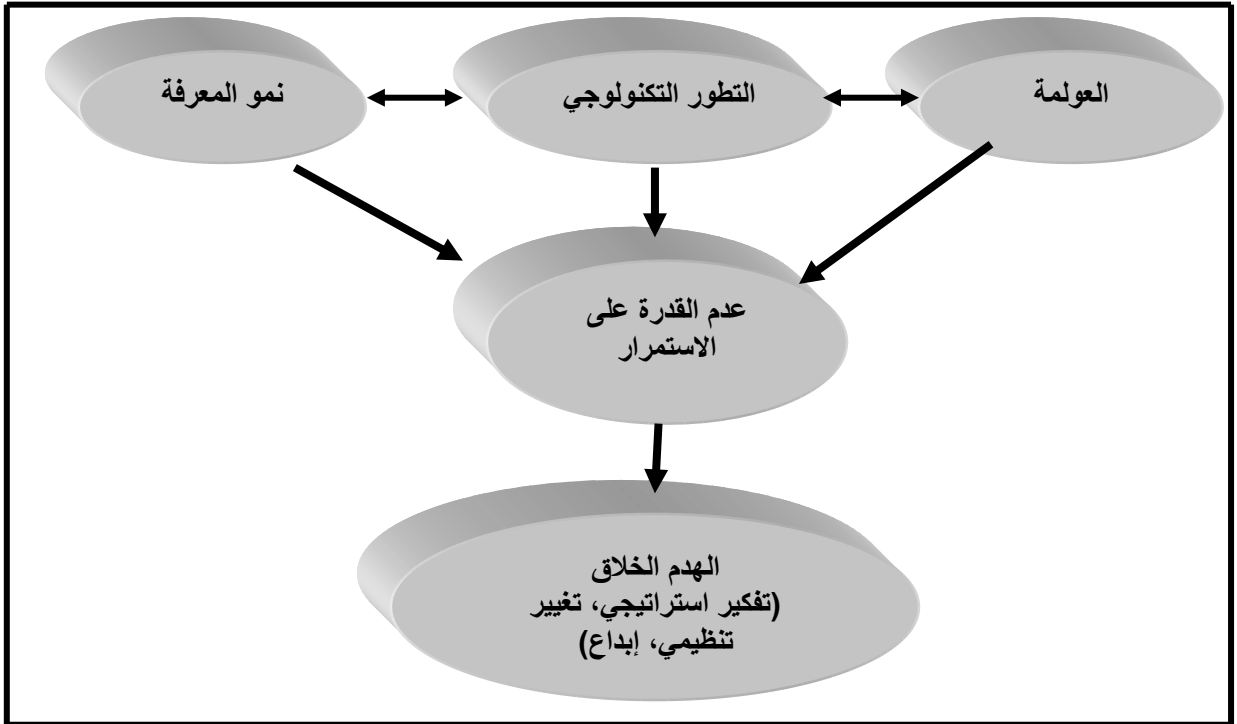 العولمة
التطور التكنولوجي
نمو المعرفة
عدم القدرة على
الاستمرار
الهدم الخلاق
(تفكير استراتيجي، تغيير
تنظيمي، إبداع)